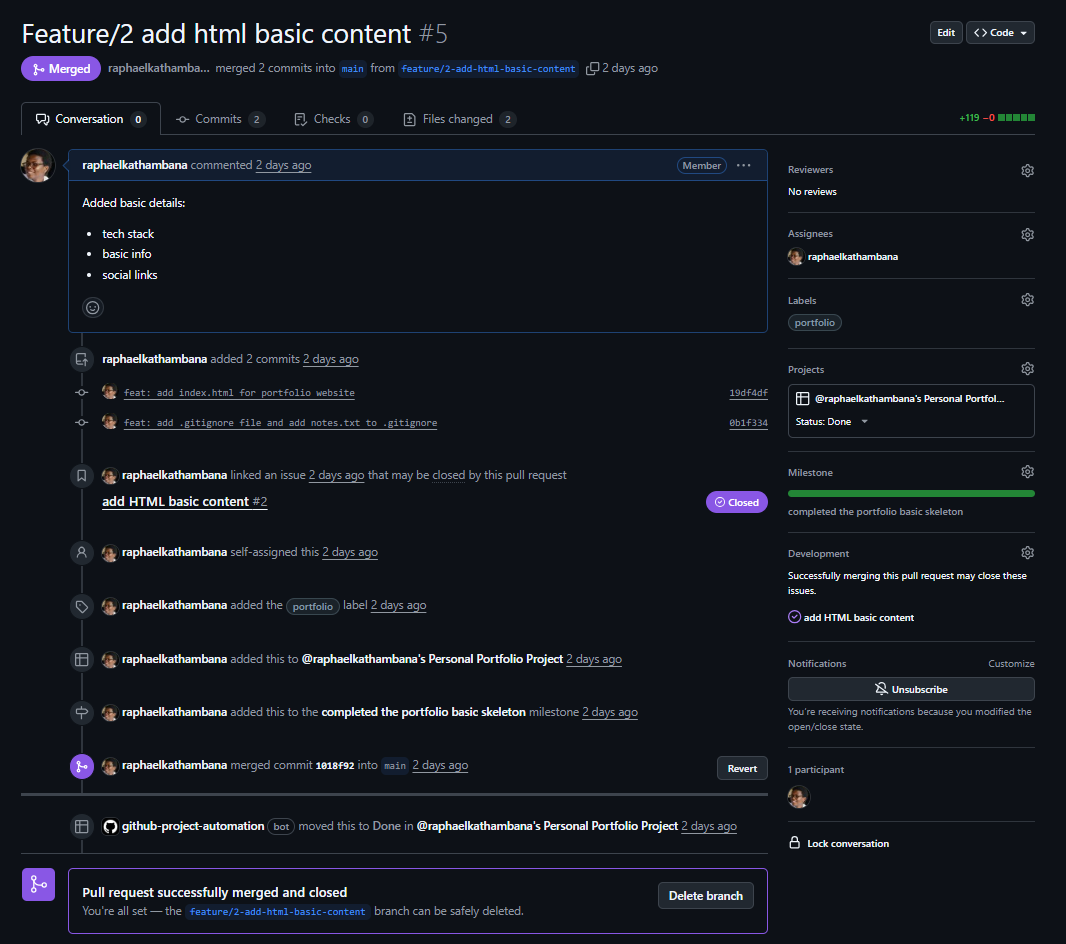 Feature/2 add html basic content #5
Edit
Code
Merged raphaelkathamba... merged 2 commits into main from feature/2-add-html-basic-content 2 days ago
Conversation 0
Commits 2
Checks 0
Files changed 2
+119 −0
raphaelkathambana commented 2 days ago
Member
Added basic details:
• tech stack
• basic info
• social links
raphaelkathambana added 2 commits 2 days ago
feat: add index.html for portfolio website 19df4df
feat: add .gitignore file and add notes.txt to .gitignore 0b1f334
raphaelkathambana linked an issue 2 days ago that may be closed by this pull request
add HTML basic content #2
Closed
raphaelkathambana self-assigned this 2 days ago
raphaelkathambana added the portfolio label 2 days ago
raphaelkathambana added this to @raphaelkathambana's Personal Portfolio Project 2 days ago
raphaelkathambana added this to the completed the portfolio basic skeleton milestone 2 days ago
raphaelkathambana merged commit 1018f92 into main 2 days ago
Revert
github-project-automation bot moved this to Done in @raphaelkathambana's Personal Portfolio Project 2 days ago
Pull request successfully merged and closed
You're all set — the feature/2-add-html-basic-content branch can be safely deleted.
Delete branch
Reviewers
No reviews
Assignees
raphaelkathambana
Labels
portfolio
Projects
@raphaelkathambana's Personal Portfol...
Status: Done
Milestone
completed the portfolio basic skeleton
Development
Successfully merging this pull request may close these
issues.
add HTML basic content
Notifications
Customize
Unsubscribe
You're receiving notifications because you modified the
open/close state.
1 participant
Lock conversation